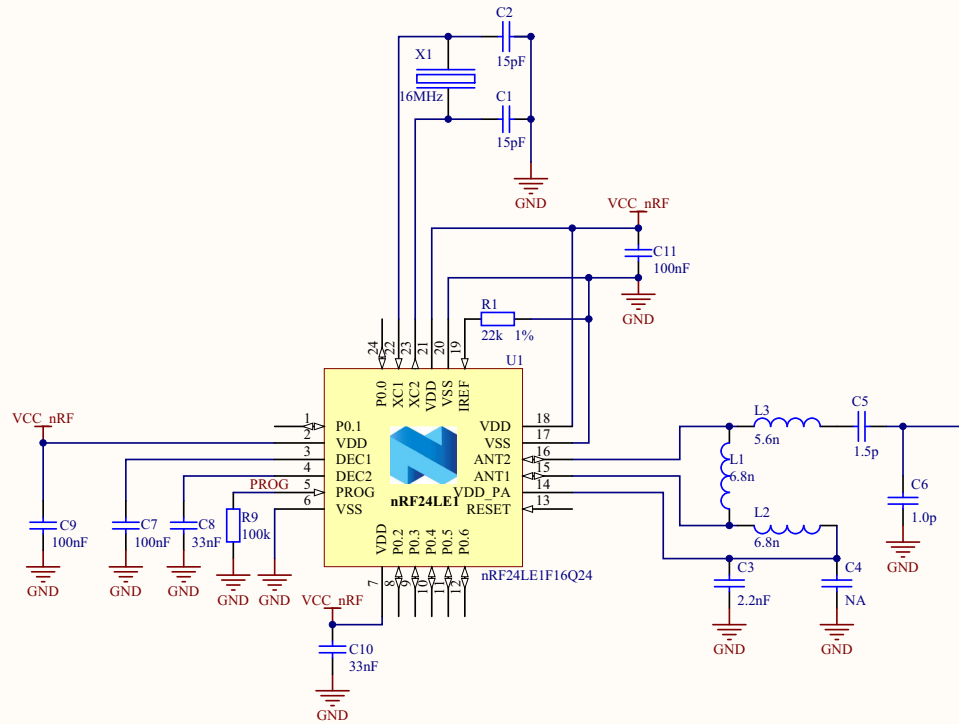 C2
15pF
X1
16MHz
C1
15pF
GND
VCC_nRF
C11
100nF
GND
R1
22k 1%
24
22
23
21
20
19
U1
P0.0
XC1
XC2
VDD
VSS
IREF
VCC_nRF
1 P0.1
2 VDD
3 DEC1
4 DEC2
PROG 5 PROG
6 VSS
VDD 18
VSS 17
ANT2 16
ANT1 15
VDD_PA 14
RESET 13
nRF24LE1
VDD
P0.2
P0.3
P0.4
P0.5
P0.6
7
8
9
10
11
12
nRF24LE1F16Q24
C9
100nF
GND
C7
100nF
GND
C8
33nF
GND
R9
100k
GND
GND
VCC_nRF
C10
33nF
GND
L3
5.6n
C5
1.5p
L1
6.8n
L2
6.8n
C6
1.0p
GND
C3
2.2nF
GND
C4
NA
GND